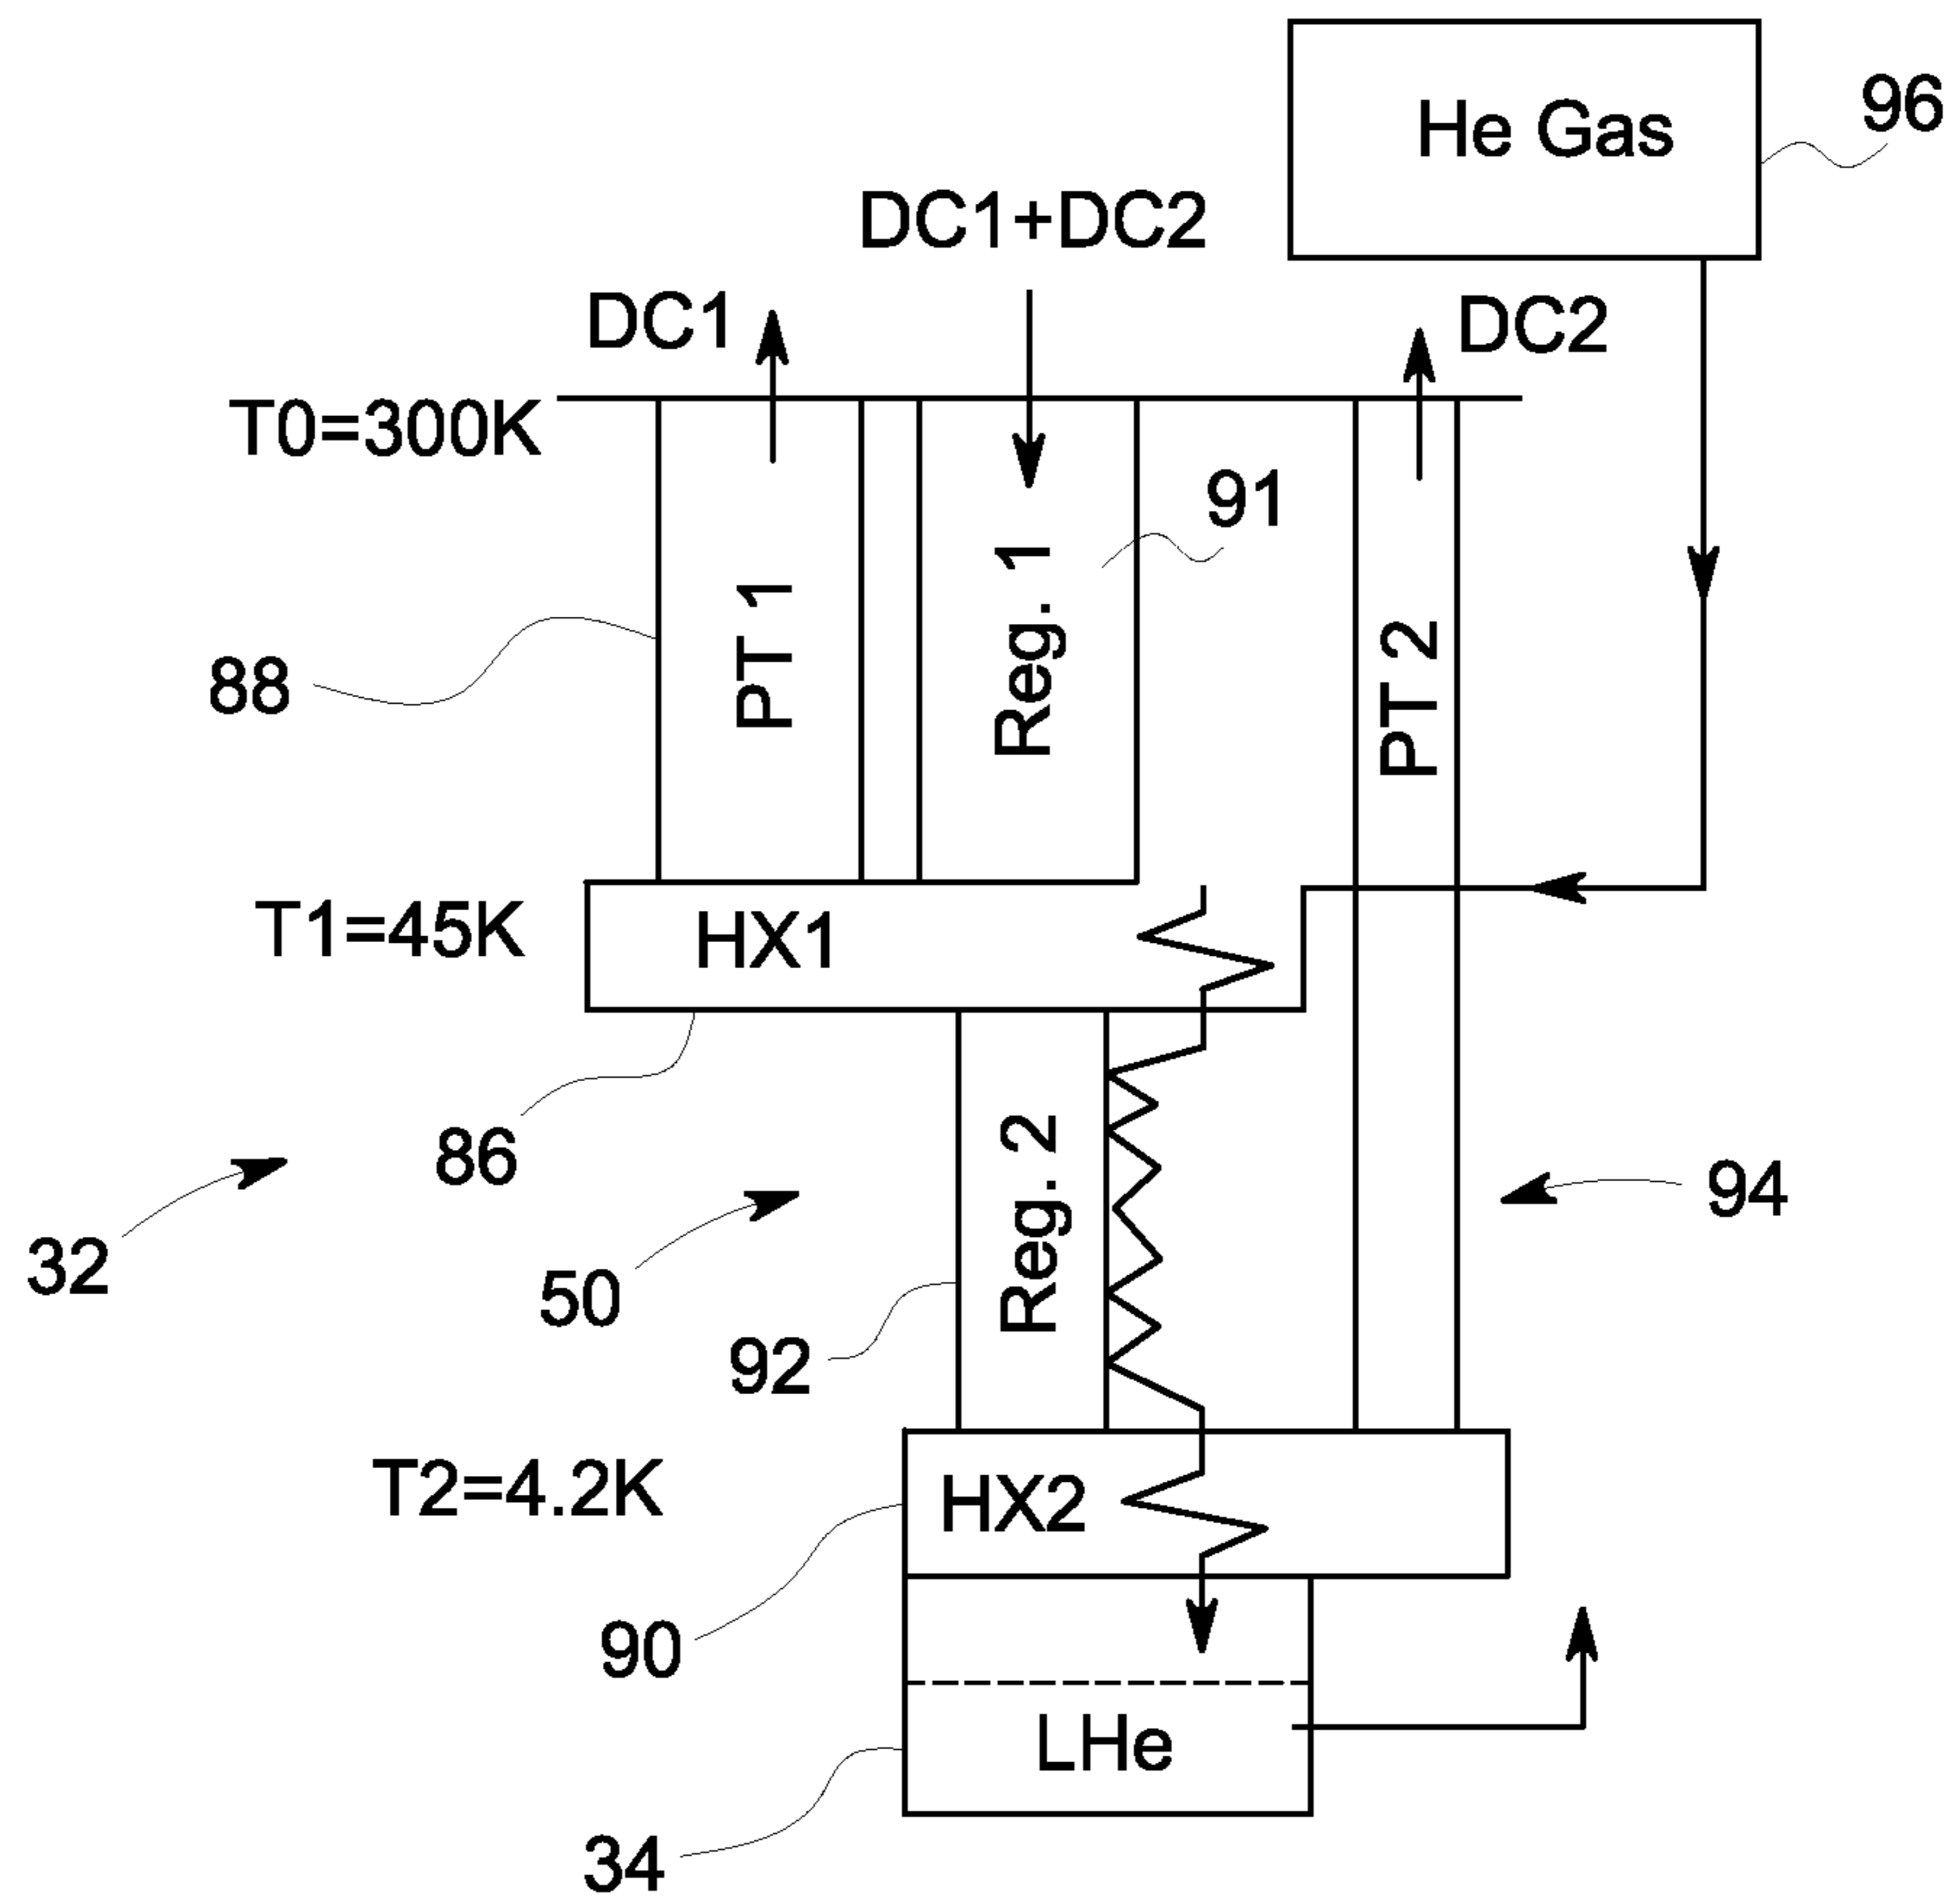 He Gas
96
DC1+DC2
DC1
DC2
T0=300K
91
PT 1
Reg. 1
PT 2
88
T1=45K
HX1
86
Reg. 2
94
32
50
92
T2=4.2K
HX2
90
LHe
34